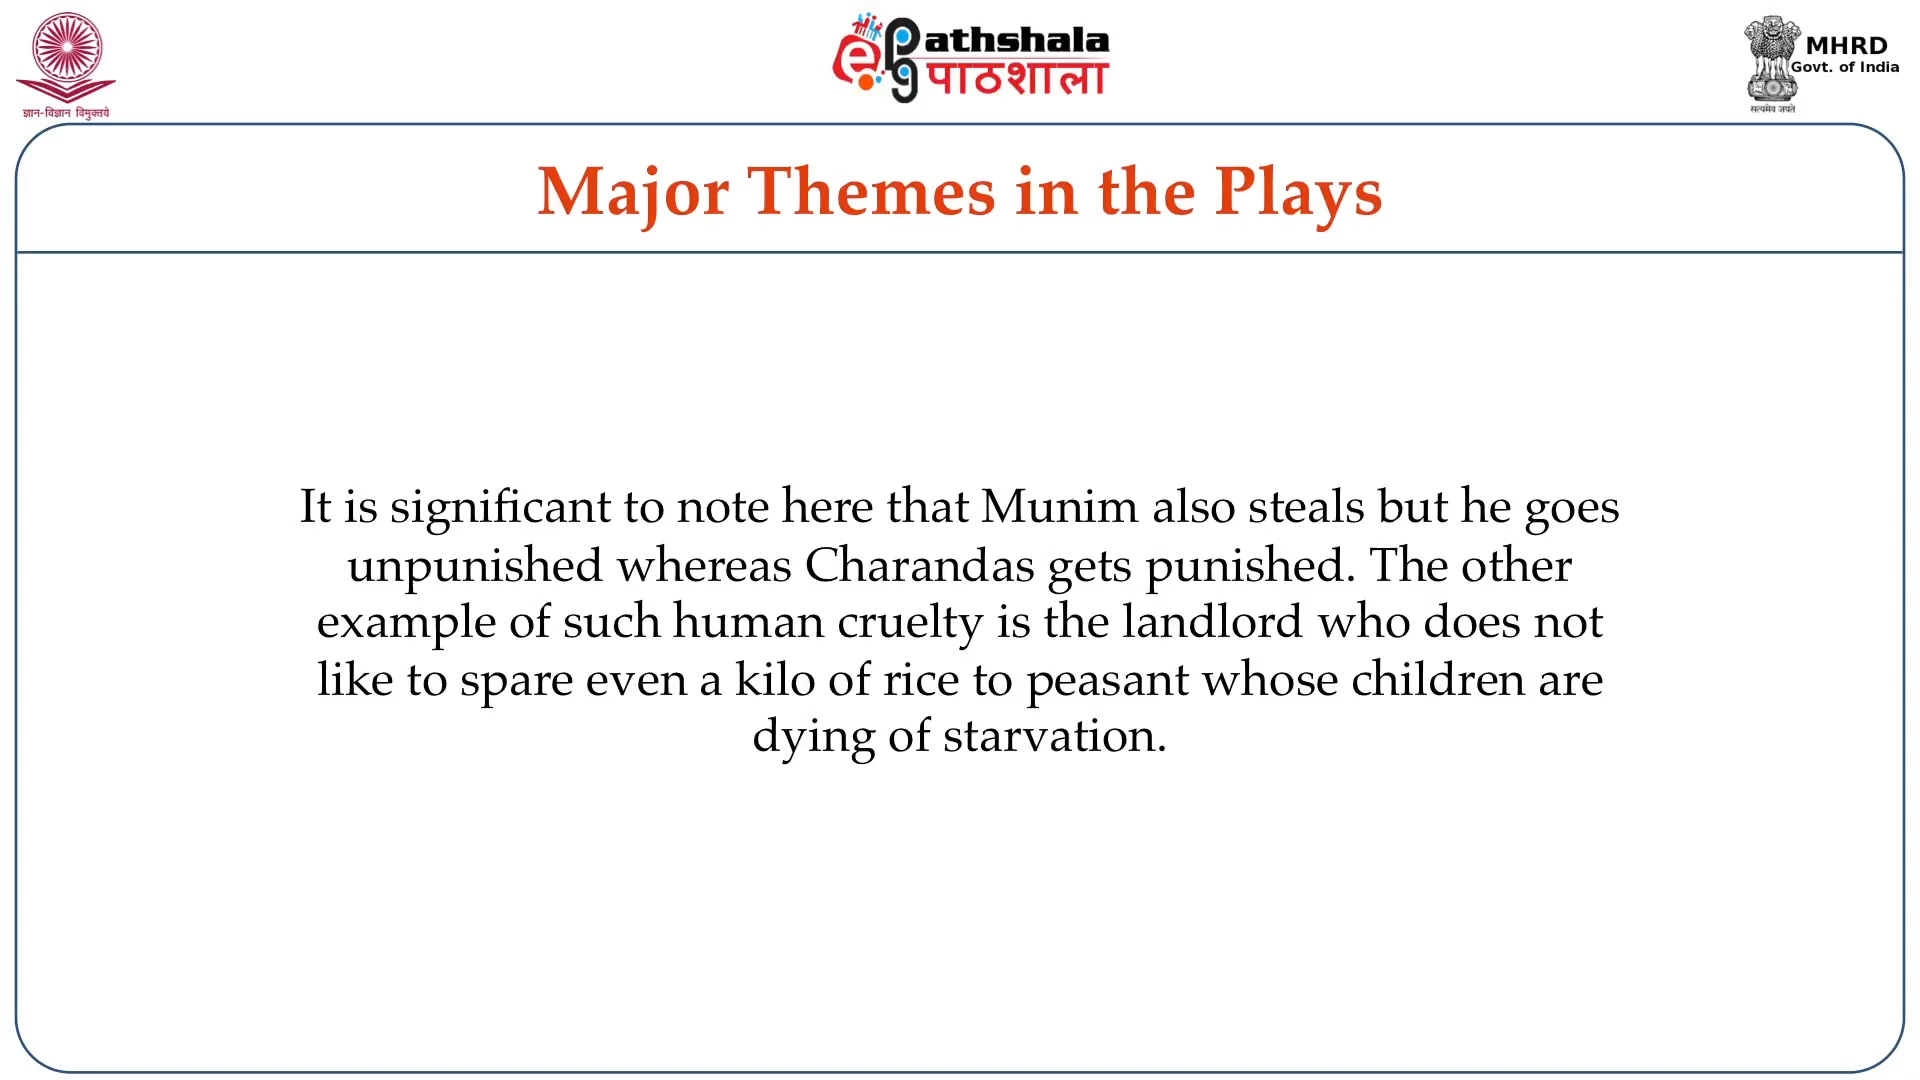 ज्ञान-विज्ञान विमुक्तये
ePathshala
पाठशाला
MHRD
Govt. of India
सत्यमेव जयते
Major Themes in the Plays
It is significant to note here that Munim also steals but he goes
unpunished whereas Charandas gets punished. The other
example of such human cruelty is the landlord who does not
like to spare even a kilo of rice to peasant whose children are
dying of starvation.